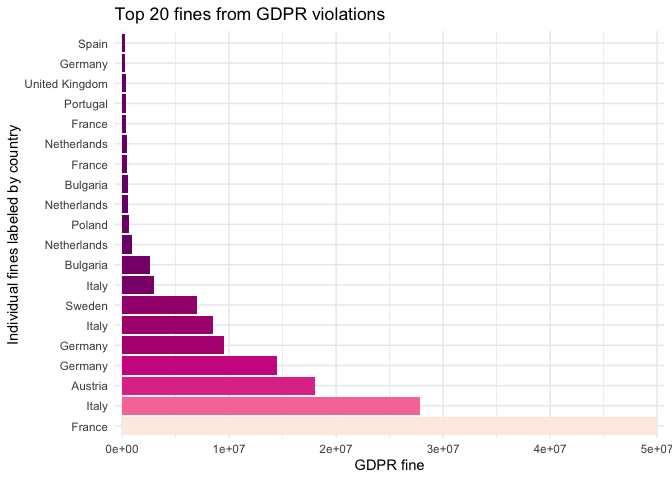 Top 20 fines from GDPR violations
Individual fines labeled by country
Spain
Germany
United Kingdom
Portugal
France
Netherlands
France
Bulgaria
Netherlands
Poland
Netherlands
Bulgaria
Italy
Sweden
Italy
Germany
Germany
Austria
Italy
France
0e+00 1e+07 2e+07 3e+07 4e+07 5e+07
GDPR fine